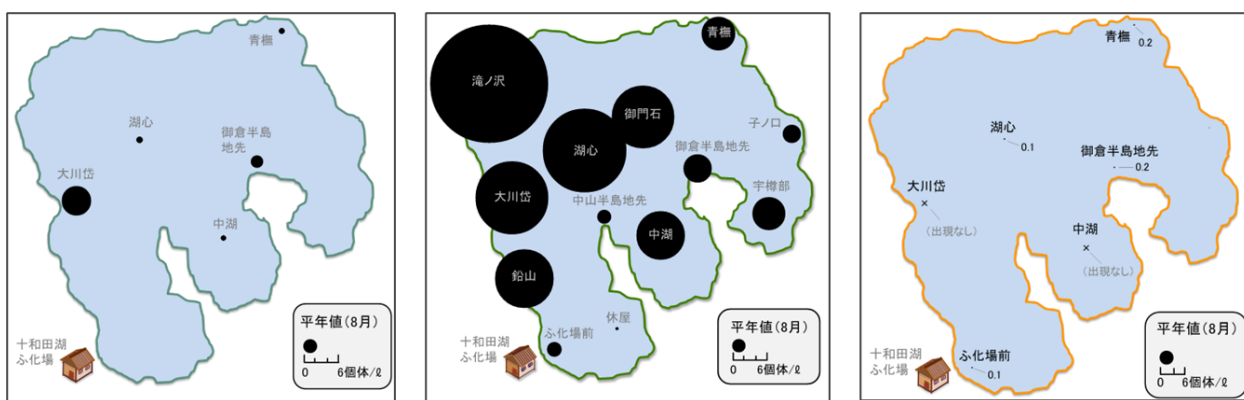 青橅
湖心
御倉半島
地先
大川岱
中湖
平年値(8月)
0 6個体/ℓ
十和田湖
ふ化場
青橅
滝ノ沢
御門石
子ノ口
湖心
御倉半島地先
大川岱
中山半島地先
宇樽部
中湖
鉛山
休屋
ふ化場前
平年値(8月)
0 6個体/ℓ
十和田湖
ふ化場
青橅
0.2
湖心
0.1
御倉半島地先
0.2
大川岱
(出現なし)
中湖
(出現なし)
平年値(8月)
0 6個体/ℓ
十和田湖
ふ化場
ふ化場前
0.1